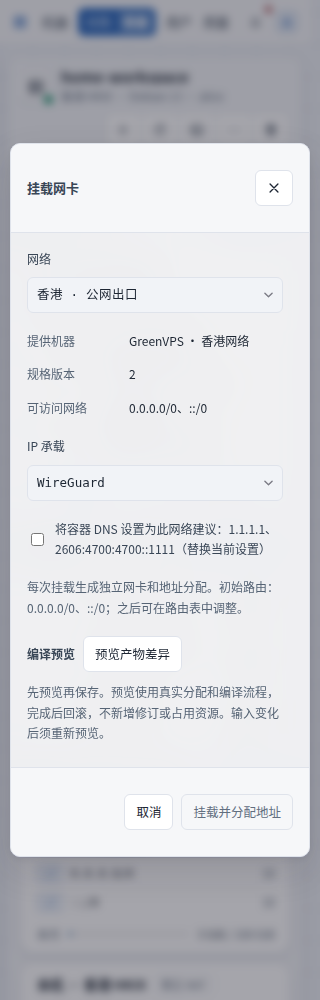 挂载网卡
网络
香港 · 公网出口
提供机器 GreenVPS · 香港网络
规格版本 2
可访问网络 0.0.0.0/0、::/0
IP 承载
WireGuard
将容器 DNS 设置为此网络建议：1.1.1.1、
2606:4700:4700::1111（替换当前设置）
每次挂载生成独立网卡和地址分配。初始路由：
0.0.0.0/0、::/0；之后可在路由表中调整。
编译预览 预览产物差异
先预览再保存。预览使用真实分配和编译流程，
完成后回滚，不新增修订或占用资源。输入变化
后须重新预览。
取消 挂载并分配地址